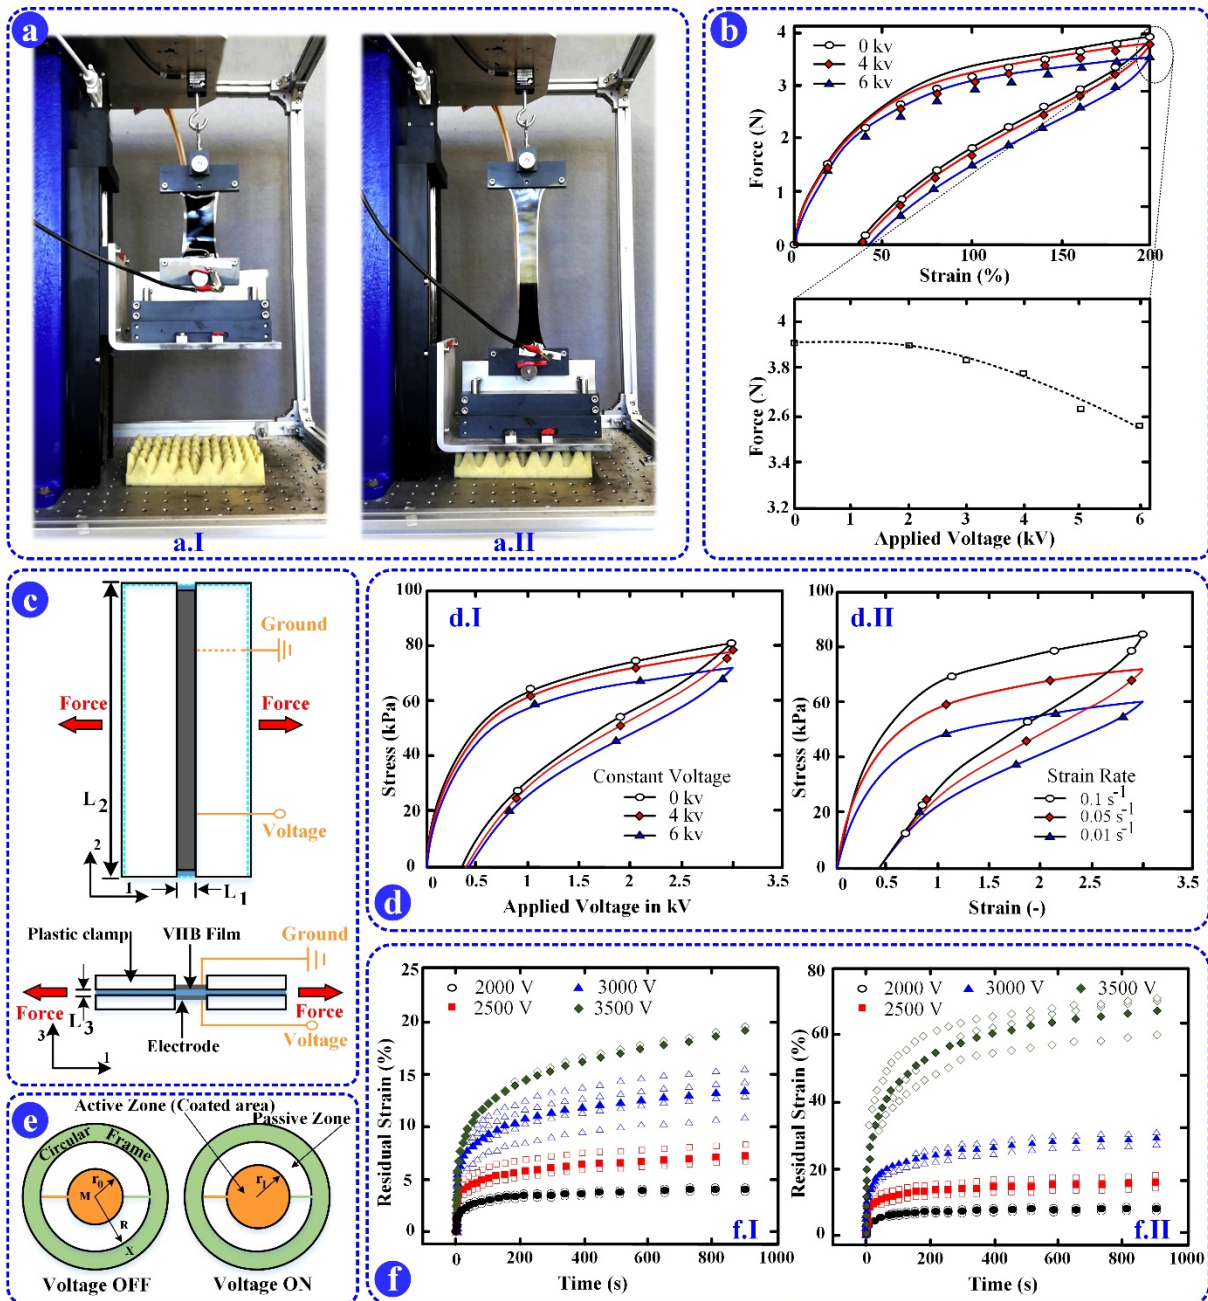 a
a.I
a.II
b
4
3
2
1
0
0 kv
4 kv
6 kv
Force (N)
50
100
150
200
Strain (%)
4
3.8
2.6
3.4
3.2
Force (N)
0
1
2
3
4
5
6
Applied Voltage (kV)
c
Ground
Force
Force
L2
Voltage
2
1
L1
Plastic clamp
VHB Film
Ground
Force
L3
Force
3
Electrode
Voltage
1
d
d.I
100
80
60
40
20
0
Stress (kPa)
Constant Voltage
0 kv
4 kv
6 kv
0
0.5
1
1.5
2
2.5
3
3.5
Applied Voltage in kV
d.II
100
80
60
40
20
0
Stress (kPa)
Strain Rate
0.1 s-1
0.05 s-1
0.01 s-1
0
0.5
1
1.5
2
2.5
3
3.5
Strain (-)
e
Active Zone (Coated area)
Passive Zone
Circular Frame
r0
M
R
X
r1
Voltage OFF
Voltage ON
f
25
20
15
10
5
0
Residual Strain (%)
2000 V
3000 V
2500 V
3500 V
f.I
0
200
400
600
800
1000
Time (s)
80
60
40
20
0
Residual Strain (%)
2000 V
3000 V
3500 V
2500 V
f.II
0
200
400
600
800
1000
Time (s)